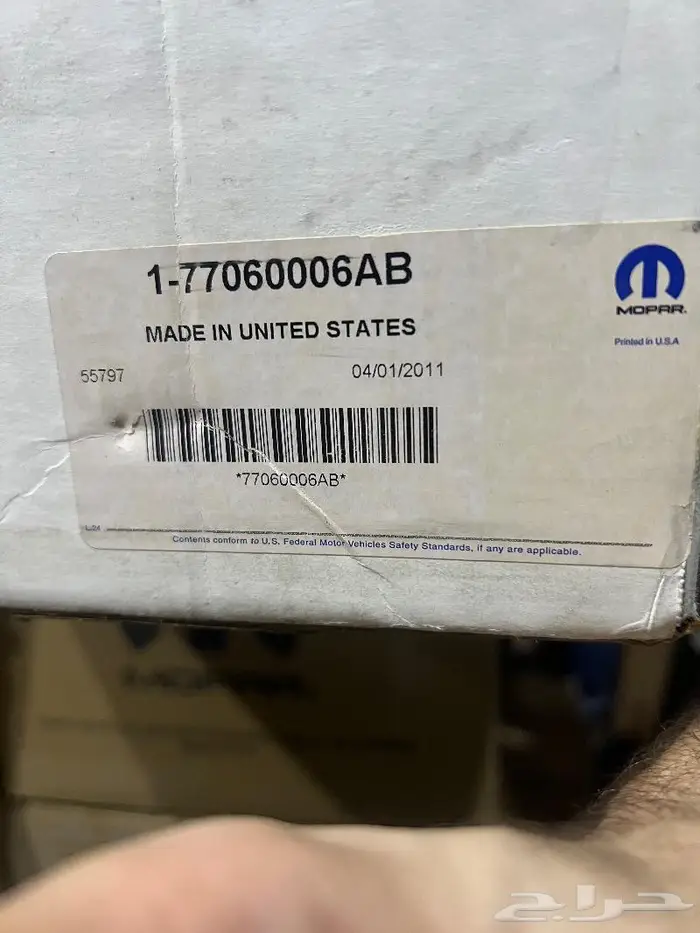 1-77060006AB
MOPAR.
MADE IN UNITED STATES
Printed in U.S.A
55797
04/01/2011
*77060006AB*
Contents conform to U.S. Federal Motor Vehicles Safety Standards, if any are applicable.
MOPAR
حراج